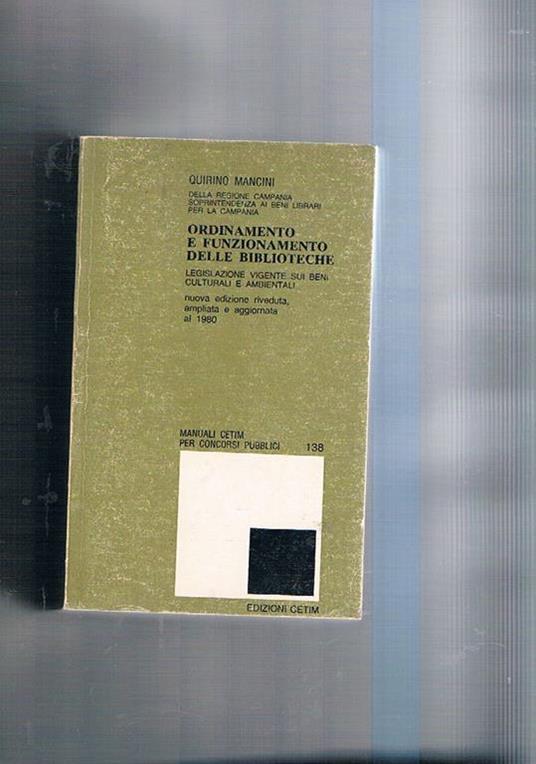 QUIRINO MANCINI
DELLA REGIONE CAMPANIA
SOPRINTENDENZA AI BENI LIBRARI
PER LA CAMPANIA
ORDINAMENTO
E FUNZIONAMENTO
DELLE BIBLIOTECHE
LEGISLAZIONE VIGENTE SUI BENI
CULTURALI E AMBIENTALI
nuova edizione riveduta,
ampliata e aggiornata
al 1980
MANUALI CETIM
PER CONCORSI PUBBLICI 138
EDIZIONI CETIM